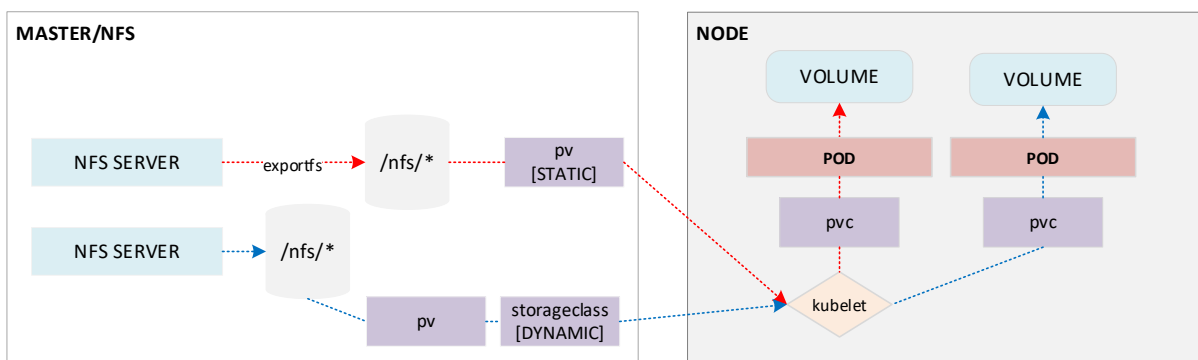 MASTER/NFS
NFS SERVER
exportfs
/nfs/*
pv
[STATIC]
NFS SERVER
/nfs/*
pv
storageclass
[DYNAMIC]
NODE
VOLUME
VOLUME
POD
POD
pvc
pvc
kubelet